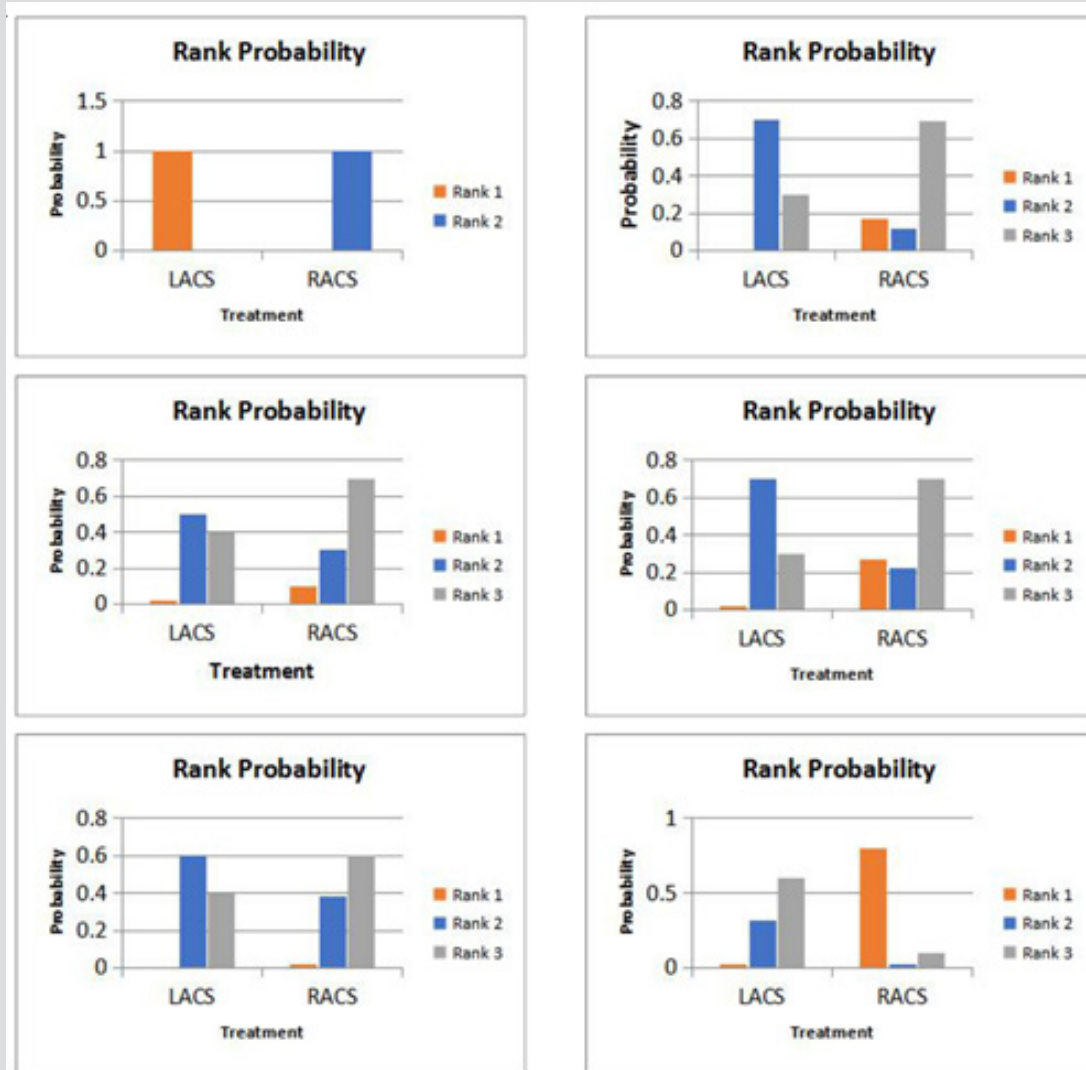 Rank Probability
1.5
1
0.5
0
Probability
LACS RACS
Treatment
Rank 1
Rank 2
Rank Probability
0.8
0.6
0.4
0.2
0
Probability
LACS RACS
Treatment
Rank 1
Rank 2
Rank 3
Rank Probability
0.8
0.6
0.4
0.2
0
Probability
LACS RACS
Treatment
Rank 1
Rank 2
Rank 3
Rank Probability
0.8
0.6
0.4
0.2
0
Probability
LACS RACS
Treatment
Rank 1
Rank 2
Rank 3
Rank Probability
0.8
0.6
0.4
0.2
0
Probability
LACS RACS
Treatment
Rank 1
Rank 2
Rank 3
Rank Probability
1
0.5
0
Probability
LACS RACS
Treatment
Rank 1
Rank 2
Rank 3